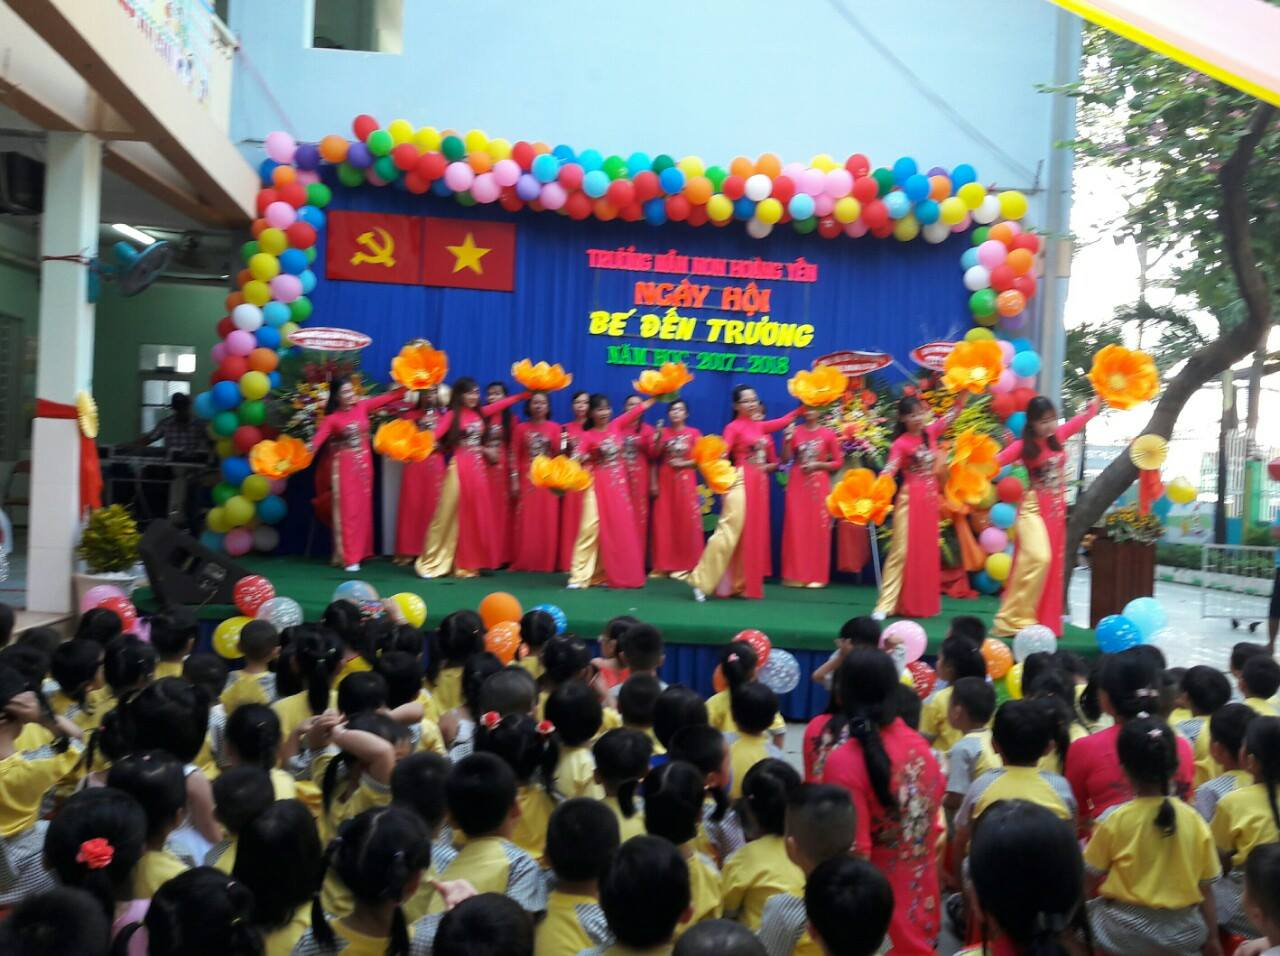 TRƯỜNG MẦM NON HOÀNG YẾN
NGÀY HỘI
BÉ ĐẾN TRƯỜNG
NĂM HỌC 2017-2018